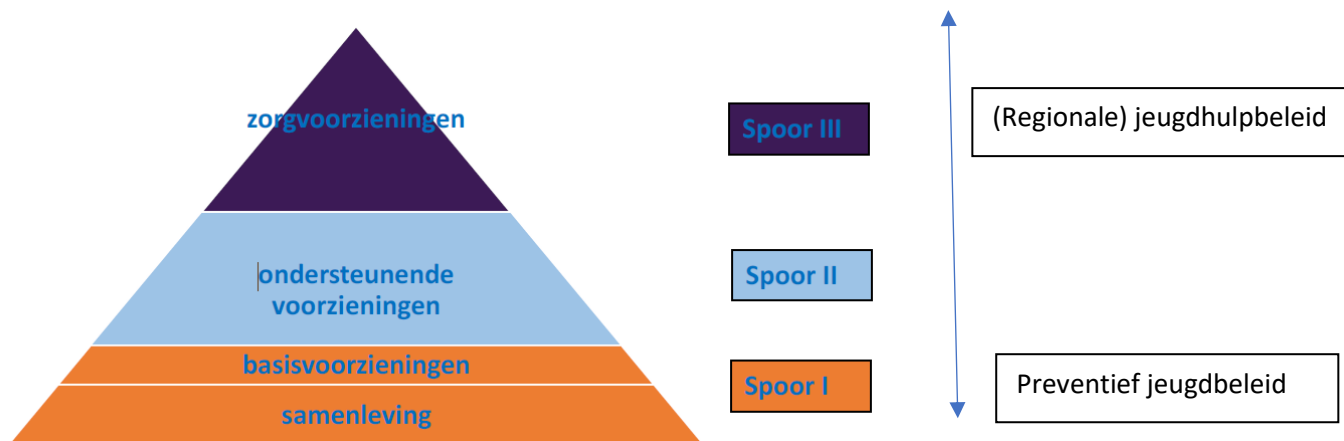 zorgvoorzieningen
Spoor III
(Regionale) jeugdhulpbeleid
ondersteunende
voorzieningen
Spoor II
basisvoorzieningen
Spoor I
Preventief jeugdbeleid
samenleving